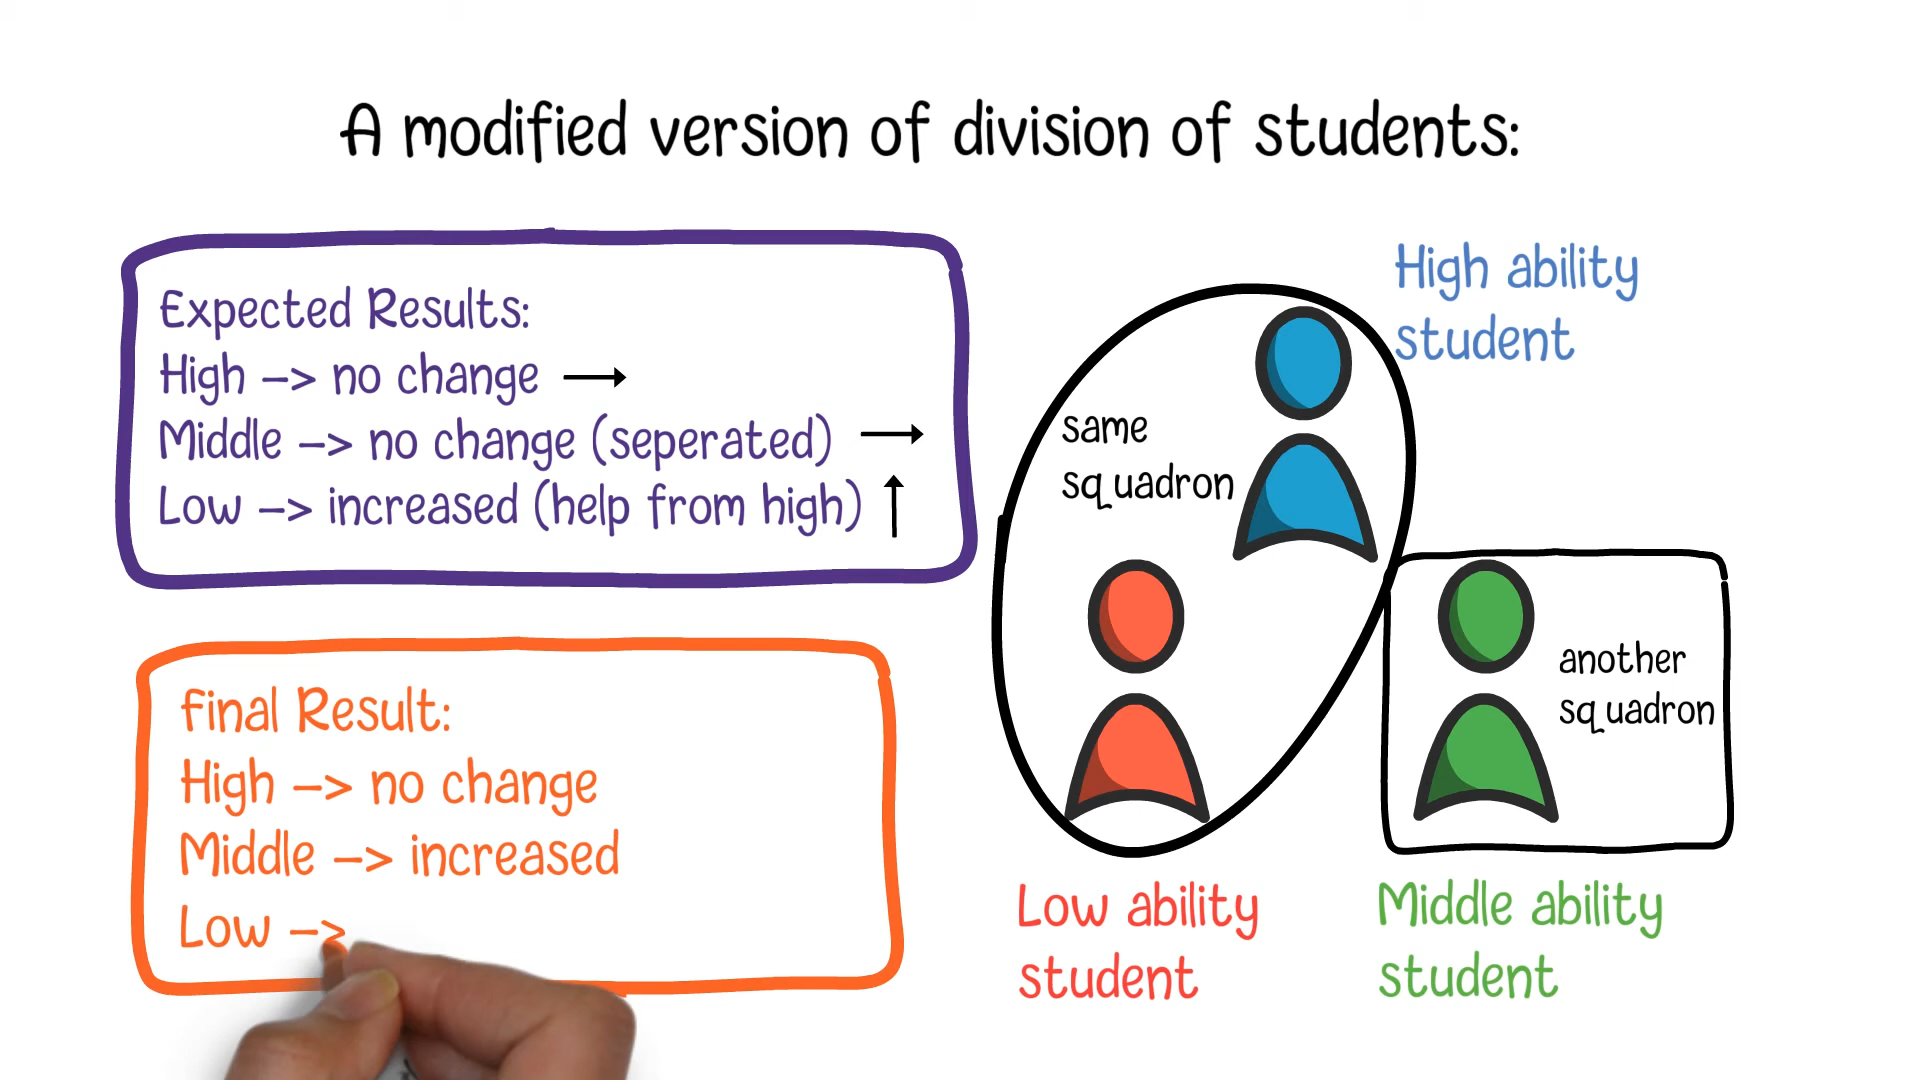 A modified version of division of students:
Expected Results:
High –> no change
Middle –> no change (seperated)
Low –> increased (help from high)
Final Result:
High –> no change
Middle –> increased
Low –>
High ability
student
same
squadron
another
squadron
Low ability
student
Middle ability
student